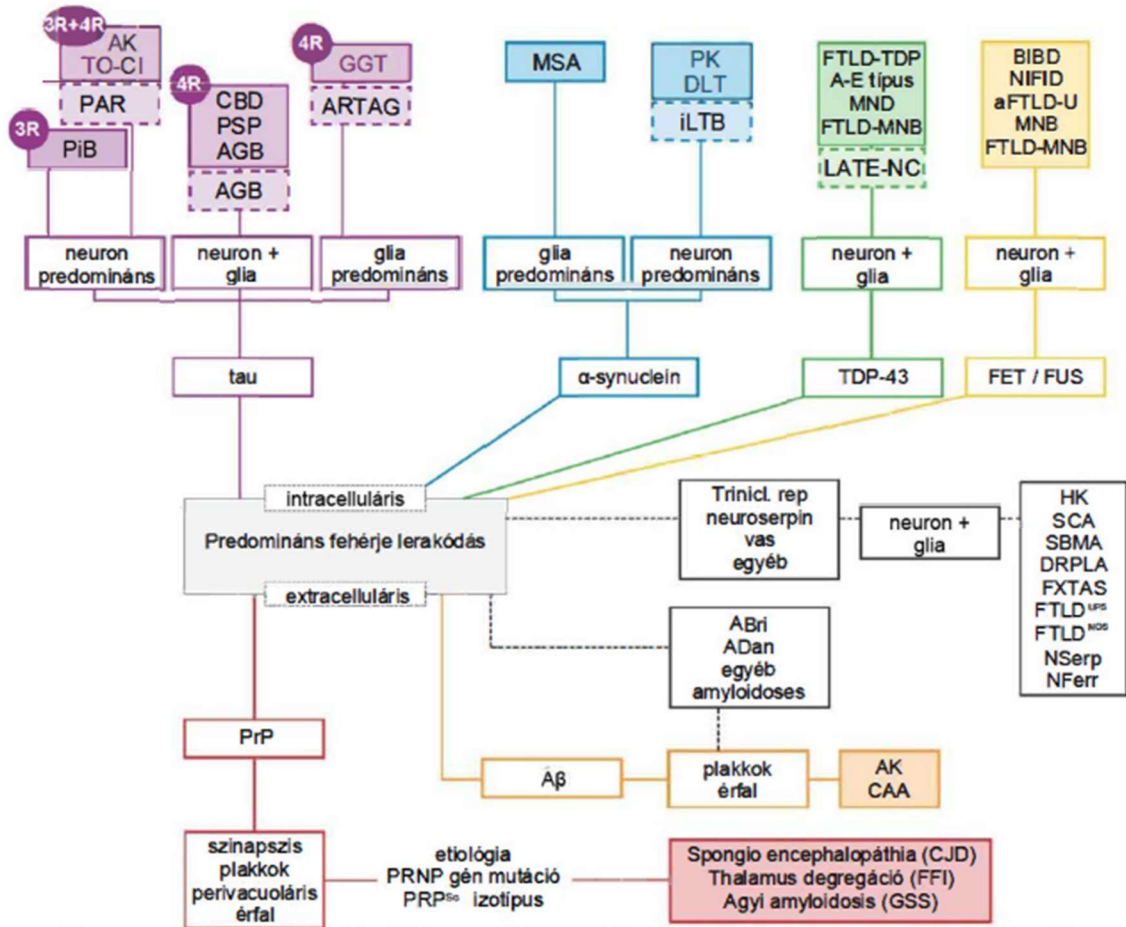 3R+4R
AK
TO-CI
PAR
3R
PiB
4R
CBD
PSP
AGB
AGB
4R
GGT
ARTAG
MSA
PK
DLT
iLTB
FTLD-TDP
A-E típus
MND
FTLD-MNB
LATE-NC
BIBD
NIFID
aFTLD-U
MNB
FTLD-MNB
neuron
predomináns
neuron +
glia
glia
predomináns
glia
predomináns
neuron
predomináns
neuron +
glia
neuron +
glia
tau
α-synuclein
TDP-43
FET / FUS
intracelluláris
Predomináns fehérje lerakódás
extracelluláris
Trinicl. rep
neuroserpin
vas
egyéb
neuron +
glia
HK
SCA
SBMA
DRPLA
FXTAS
FTLD UPS
FTLD NOS
NSerp
NFerr
ABri
ADan
egyéb
amyloidoses
PrP
Áβ
plakkok
érfal
AK
CAA
szinapszis
plakkok
perivacuoláris
érfal
etiológia
PRNP gén mutáció
PRPSc izotípus
Spongio encephalopáthia (CJD)
Thalamus degregáció (FFI)
Agyi amyloidosis (GSS)